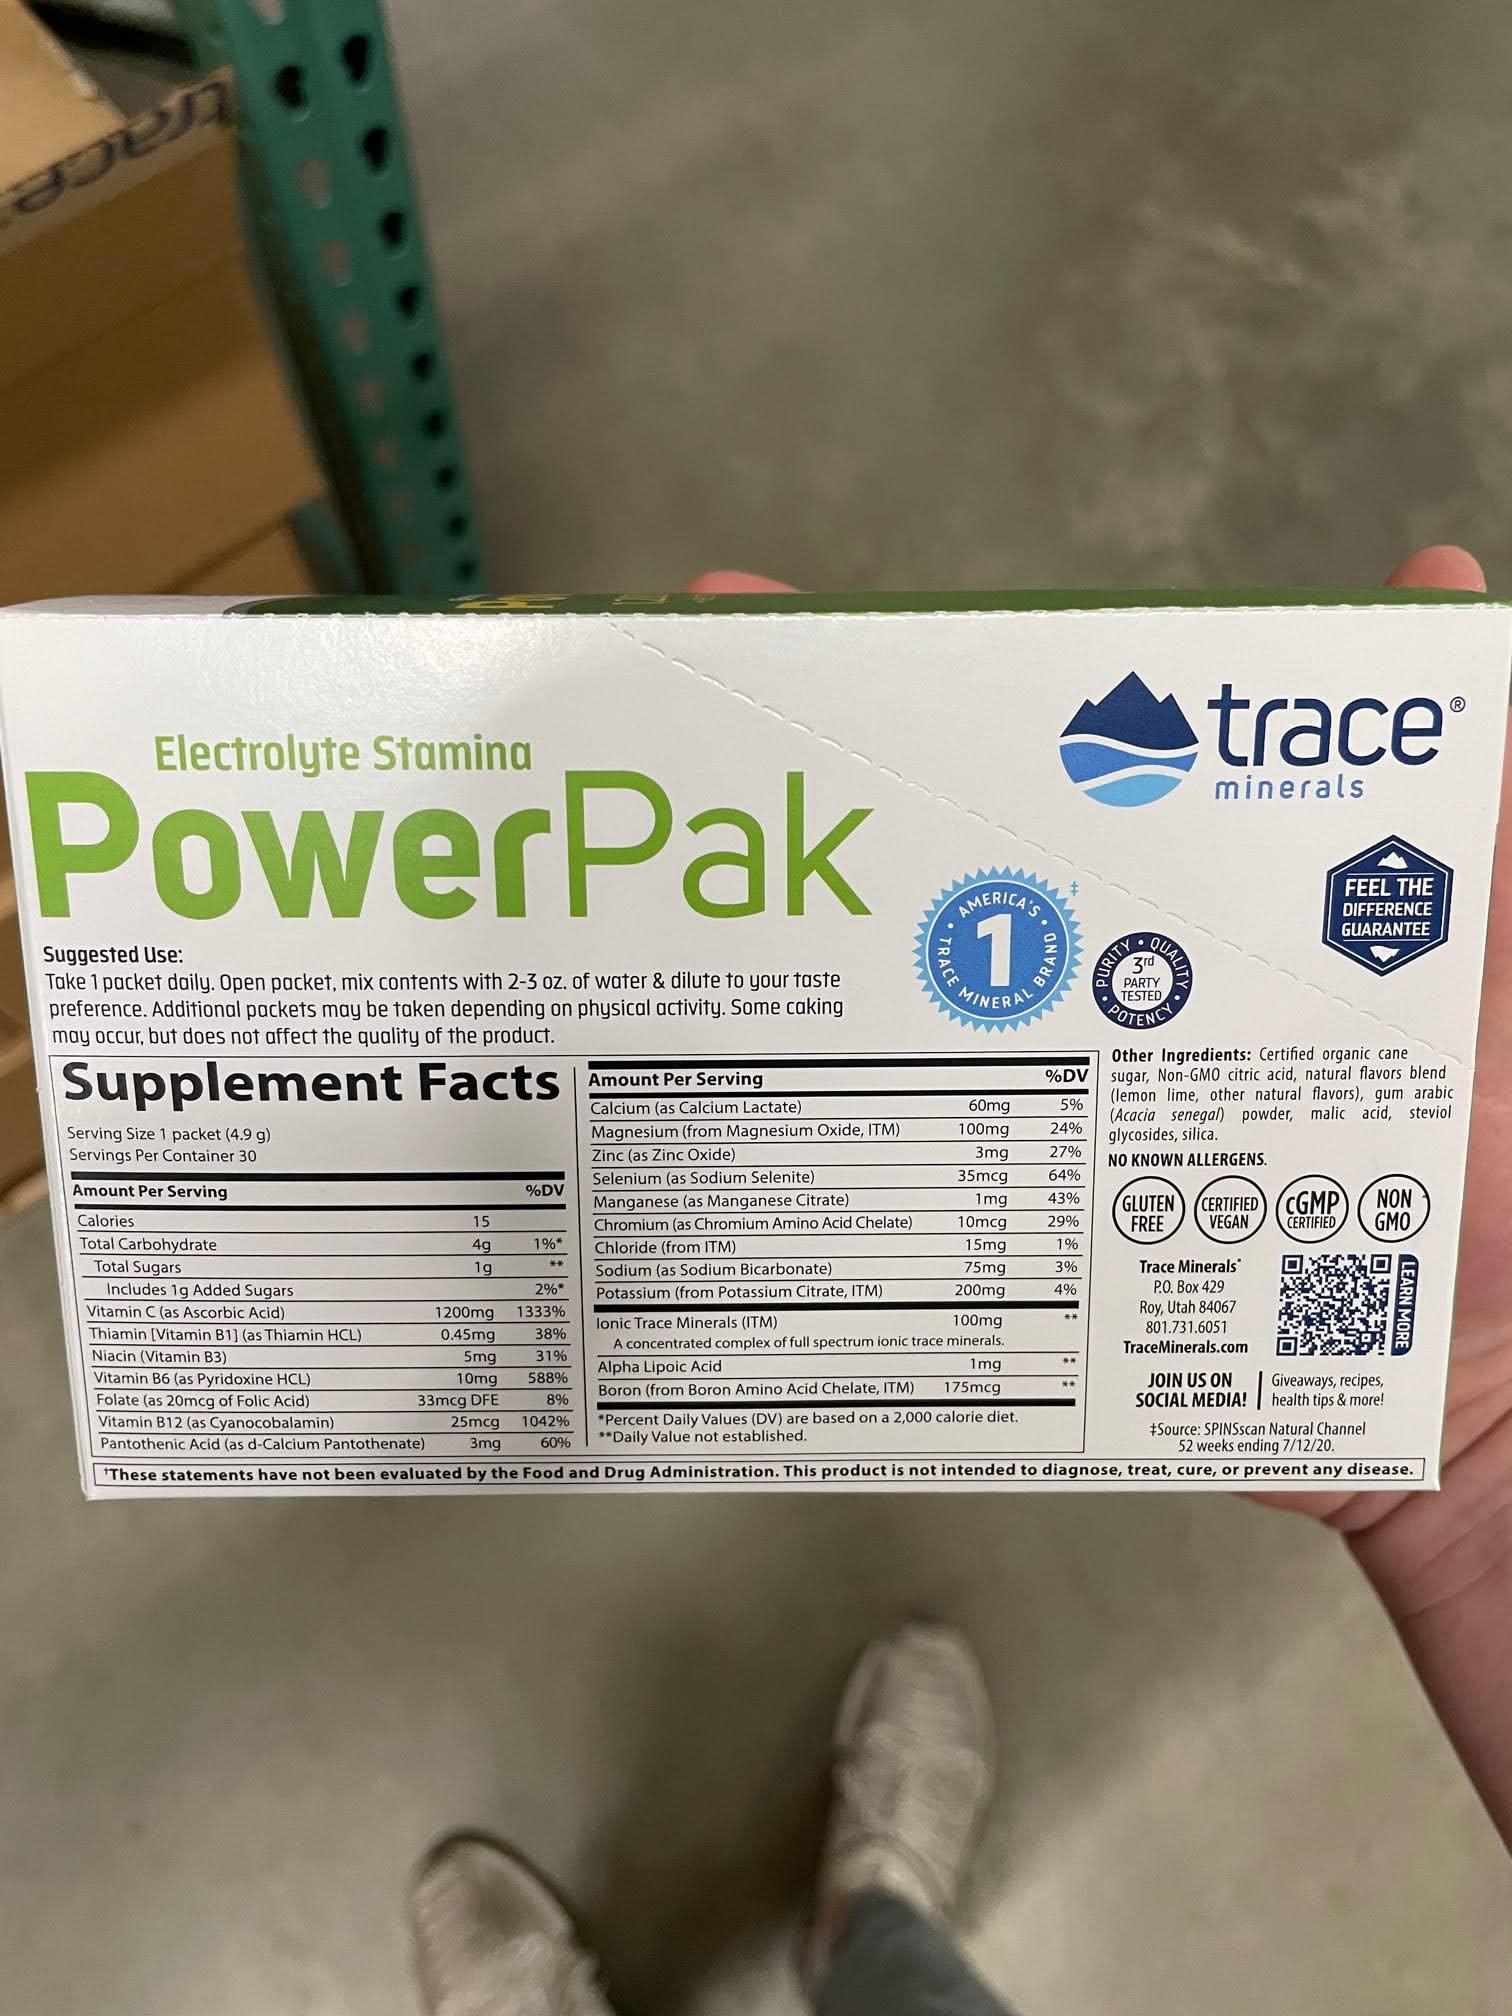 trace
Electrolyte Stamina
PowerPak
trace®
minerals
FEEL THE
DIFFERENCE
GUARANTEE
AMERICA'S
1
TRACE MINERAL BRAND
‡
PURITY • QUALITY
3rd
PARTY
TESTED
• POTENCY •
Suggested Use:
Take 1 packet daily. Open packet, mix contents with 2-3 oz. of water & dilute to your taste
preference. Additional packets may be taken depending on physical activity. Some caking
may occur, but does not affect the quality of the product.
Supplement Facts
Serving Size 1 packet (4.9 g)
Servings Per Container 30
Amount Per Serving %DV
Calories 15
Total Carbohydrate 4g 1%*
Total Sugars 1g **
Includes 1g Added Sugars 2%*
Vitamin C (as Ascorbic Acid) 1200mg 1333%
Thiamin [Vitamin B1] (as Thiamin HCL) 0.45mg 38%
Niacin (Vitamin B3) 5mg 31%
Vitamin B6 (as Pyridoxine HCL) 10mg 588%
Folate (as 20mcg of Folic Acid) 33mcg DFE 8%
Vitamin B12 (as Cyanocobalamin) 25mcg 1042%
Pantothenic Acid (as d-Calcium Pantothenate) 3mg 60%
Amount Per Serving %DV
Calcium (as Calcium Lactate) 60mg 5%
Magnesium (from Magnesium Oxide, ITM) 100mg 24%
Zinc (as Zinc Oxide) 3mg 27%
Selenium (as Sodium Selenite) 35mcg 64%
Manganese (as Manganese Citrate) 1mg 43%
Chromium (as Chromium Amino Acid Chelate) 10mcg 29%
Chloride (from ITM) 15mg 1%
Sodium (as Sodium Bicarbonate) 75mg 3%
Potassium (from Potassium Citrate, ITM) 200mg 4%
Ionic Trace Minerals (ITM) 100mg **
A concentrated complex of full spectrum ionic trace minerals.
Alpha Lipoic Acid 1mg **
Boron (from Boron Amino Acid Chelate, ITM) 175mcg **
*Percent Daily Values (DV) are based on a 2,000 calorie diet.
**Daily Value not established.
Other Ingredients: Certified organic cane
sugar, Non-GMO citric acid, natural flavors blend
(lemon lime, other natural flavors), gum arabic
(Acacia senegal) powder, malic acid, steviol
glycosides, silica.
NO KNOWN ALLERGENS.
GLUTEN
FREE
CERTIFIED
VEGAN
cGMP
CERTIFIED
NON
GMO
Trace Minerals®
P.O. Box 429
Roy, Utah 84067
801.731.6051
TraceMinerals.com
LEARN MORE
JOIN US ON
SOCIAL MEDIA!
Giveaways, recipes,
health tips & more!
‡Source: SPINSscan Natural Channel
52 weeks ending 7/12/20.
†These statements have not been evaluated by the Food and Drug Administration. This product is not intended to diagnose, treat, cure, or prevent any disease.